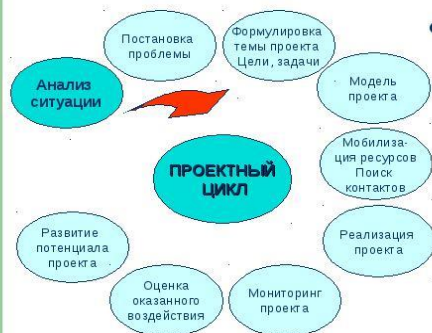 Постановка
проблемы
Формулировка
темы проекта
Цели, задачи
Анализ
ситуации
Модель
проекта
Мобилиза-
ция ресурсов
Поиск
контактов
ПРОЕКТНЫЙ
ЦИКЛ
Развитие
потенциала
проекта
Реализация
проекта
Оценка
оказанного
воздействия
Мониторинг
проекта